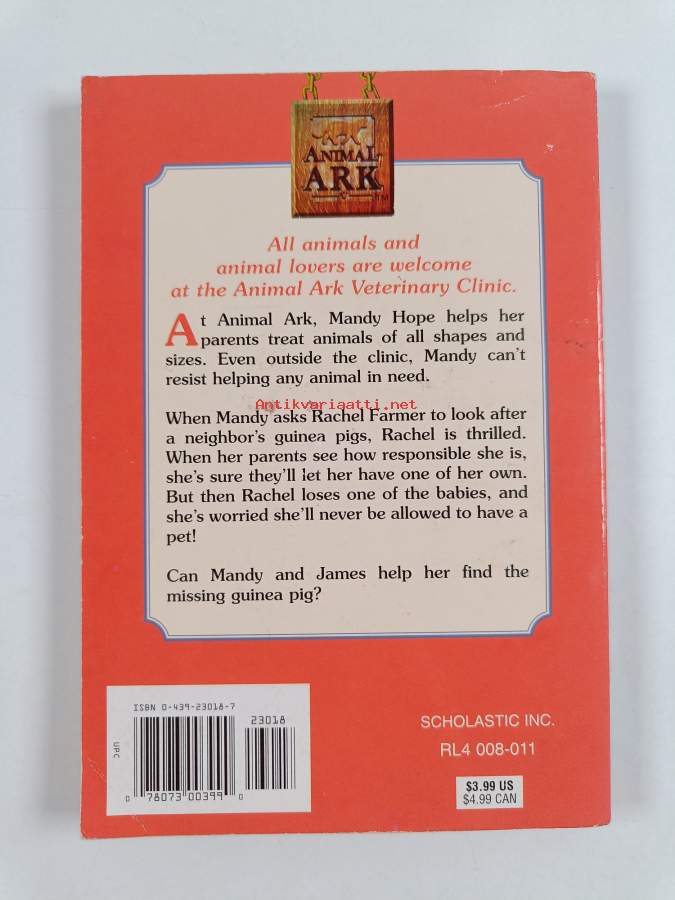 ANIMAL
ARK
TM
All animals and
animal lovers are welcome
at the Animal Ark Veterinary Clinic.
At Animal Ark, Mandy Hope helps her
parents treat animals of all shapes and
sizes. Even outside the clinic, Mandy can't
resist helping any animal in need.
Antikvariaatti.net
When Mandy asks Rachel Farmer to look after
a neighbor's guinea pigs, Rachel is thrilled.
When her parents see how responsible she is,
she's sure they'll let her have one of her own.
But then Rachel loses one of the babies, and
she's worried she'll never be allowed to have a
pet!
Can Mandy and James help her find the
missing guinea pig?
ISBN 0-439-23018-7
23018
UPC
0 78073 00399 0
SCHOLASTIC INC.
RL4 008-011
$3.99 US
$4.99 CAN